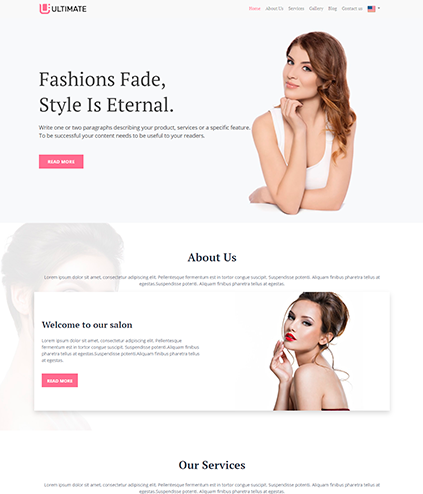 ULTIMATE
Home About Us Services Gallery Blog Contact us
Fashions Fade,
Style Is Eternal.
Write one or two paragraphs describing your product, services or a specific feature.
To be successful your content needs to be useful to your readers.
READ MORE
About Us
Lorem ipsum dolor sit amet, consectetur adipiscing elit. Pellentesque fermentum diam congue tortor congue suscipit. Suspendisse potenti. Aliquam finibus pharetra tellus at
egestas.Suspendisse potenti. Aliquam finibus pharetra tellus at egestas.
Welcome to our salon
Lorem ipsum dolor sit amet, consectetur adipiscing elit. Pellentesque
fermentum diam congue tortor congue suscipit. Suspendisse potenti. Aliquam
finibus pharetra tellus at egestas.Suspendisse potenti. Aliquam finibus pharetra tellus at
egestas.
READ MORE
Our Services
Lorem ipsum dolor sit amet, consectetur adipiscing elit. Pellentesque fermentum diam congue tortor congue suscipit. Suspendisse potenti. Aliquam finibus pharetra tellus at
egestas.Suspendisse potenti. Aliquam finibus pharetra tellus at egestas.